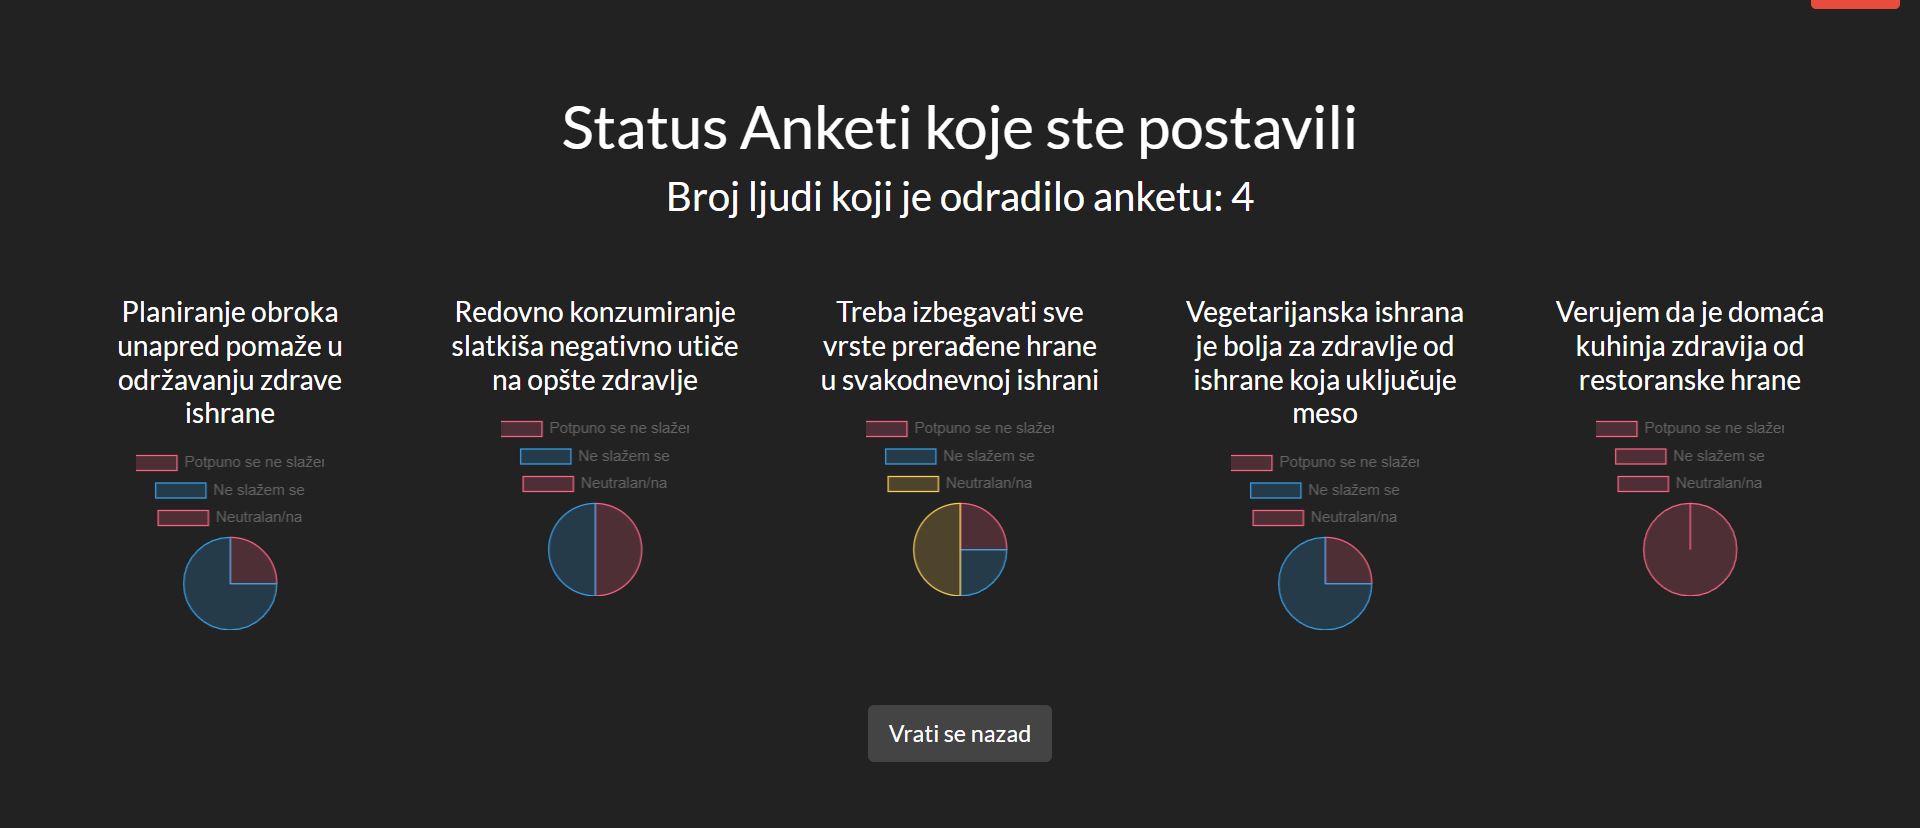 Status Anketi koje ste postavili
Broj ljudi koji je odradilo anketu: 4
Planiranje obroka
unapred pomaže u
održavanju zdrave
ishrane
Potpuno se ne slažem
Ne slažem se
Neutralan/na
Redovno konzumiranje
slatkiša negativno utiče
na opšte zdravlje
Potpuno se ne slažem
Ne slažem se
Neutralan/na
Treba izbegavati sve
vrste prerađene hrane
u svakodnevnoj ishrani
Potpuno se ne slažem
Ne slažem se
Neutralan/na
Vegetarijanska ishrana
je bolja za zdravlje od
ishrane koja uključuje
meso
Potpuno se ne slažem
Ne slažem se
Neutralan/na
Verujem da je domaća
kuhinja zdravija od
restoranske hrane
Potpuno se ne slažem
Ne slažem se
Neutralan/na
Vrati se nazad